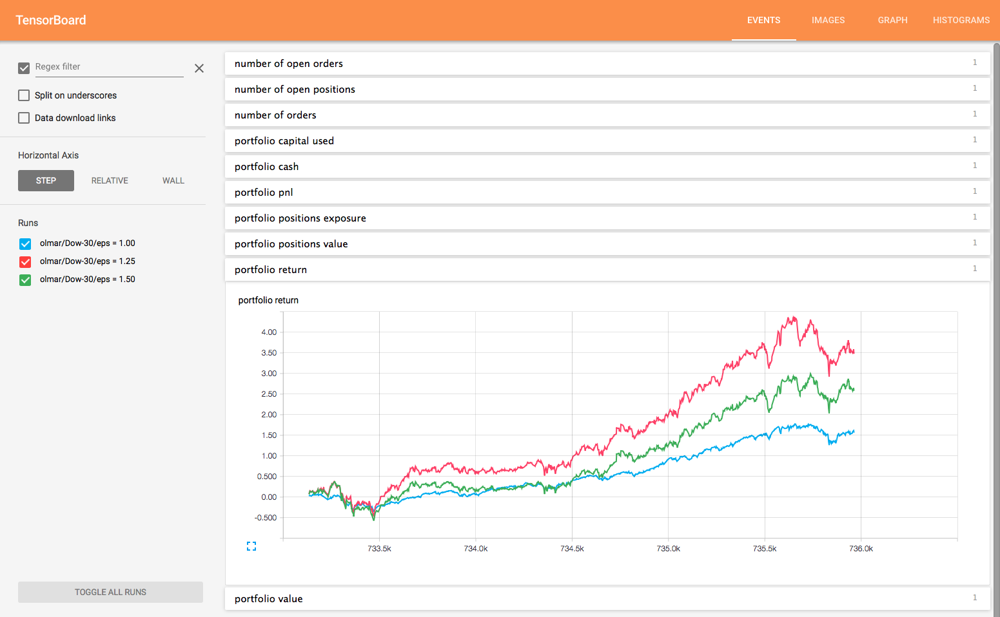 TensorBoard
EVENTS
IMAGES
GRAPH
HISTOGRAMS
Regex filter
Split on underscores
Data download links
Horizontal Axis
STEP
RELATIVE
WALL
Runs
olmar/Dow-30/eps = 1.00
olmar/Dow-30/eps = 1.25
olmar/Dow-30/eps = 1.50
TOGGLE ALL RUNS
number of open orders 1
number of open positions 1
number of orders 1
portfolio capital used 1
portfolio cash 1
portfolio pnl 1
portfolio positions exposure 1
portfolio positions value 1
portfolio return 1
portfolio return
4.00
3.50
3.00
2.50
2.00
1.50
1.00
0.500
0.00
-0.500
733.5k 734.0k 734.5k 735.0k 735.5k 736.0k
portfolio value 1